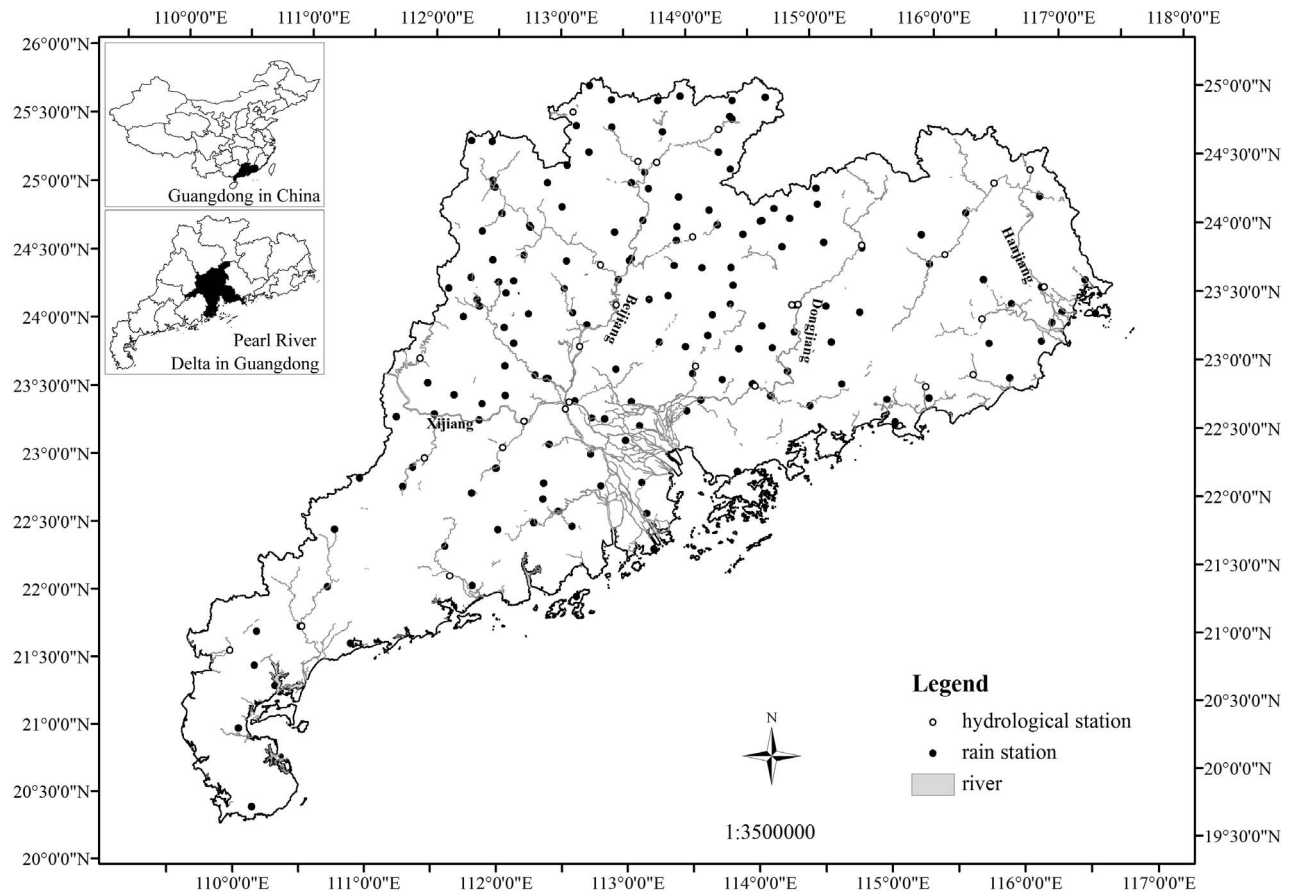 110°0'0"E 111°0'0"E 112°0'0"E 113°0'0"E 114°0'0"E 115°0'0"E 116°0'0"E 117°0'0"E 118°0'0"E
26°0'0"N
25°30'0"N
25°0'0"N
24°30'0"N
24°0'0"N
23°30'0"N
23°0'0"N
22°30'0"N
22°0'0"N
21°30'0"N
21°0'0"N
20°30'0"N
20°0'0"N
Guangdong in China
Pearl River
Delta in Guangdong
Beijiang
Dongjiang
Hanjiang
Xijiang
N
1:3500000
Legend
hydrological station
rain station
river
25°0'0"N
24°30'0"N
24°0'0"N
23°30'0"N
23°0'0"N
22°30'0"N
22°0'0"N
21°30'0"N
21°0'0"N
20°30'0"N
20°0'0"N
19°30'0"N
110°0'0"E 111°0'0"E 112°0'0"E 113°0'0"E 114°0'0"E 115°0'0"E 116°0'0"E 117°0'0"E